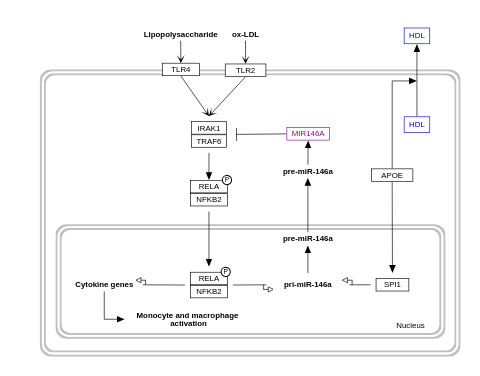 Lipopolysaccharide ox-LDL
HDL
TLR4 TLR2
HDL
IRAK1
TRAF6
MIR146A
pre-miR-146a
APOE
P
RELA
NFKB2
pre-miR-146a
P
RELA
NFKB2
Cytokine genes
pri-miR-146a
SPI1
Monocyte and macrophage
activation
Nucleus